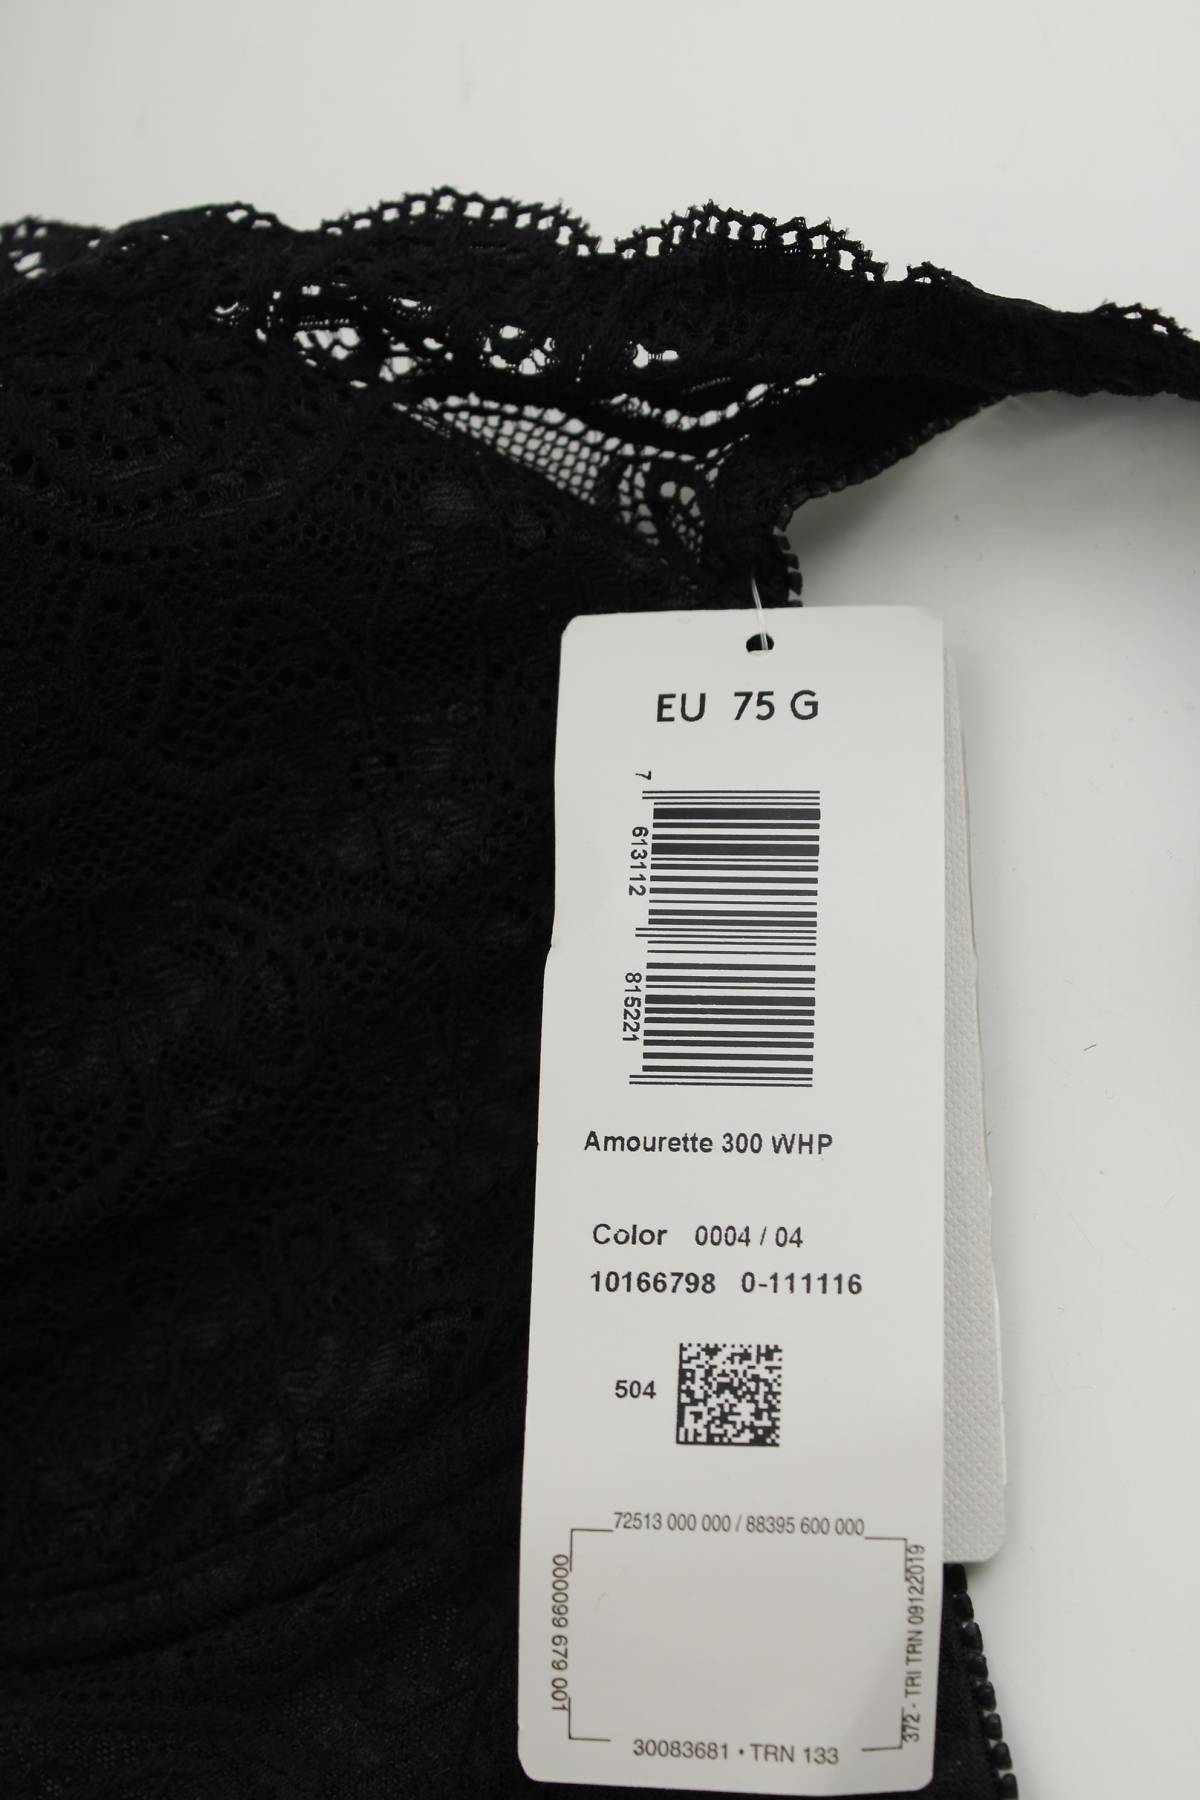 EU 75 G
7 613112 815221
Amourette 300 WHP
Color 0004 / 04
10166798 0-111116
504
72513 000 000 / 88395 600 000
000099 679 001
372 - TRI TRN 09122019
30083681 • TRN 133